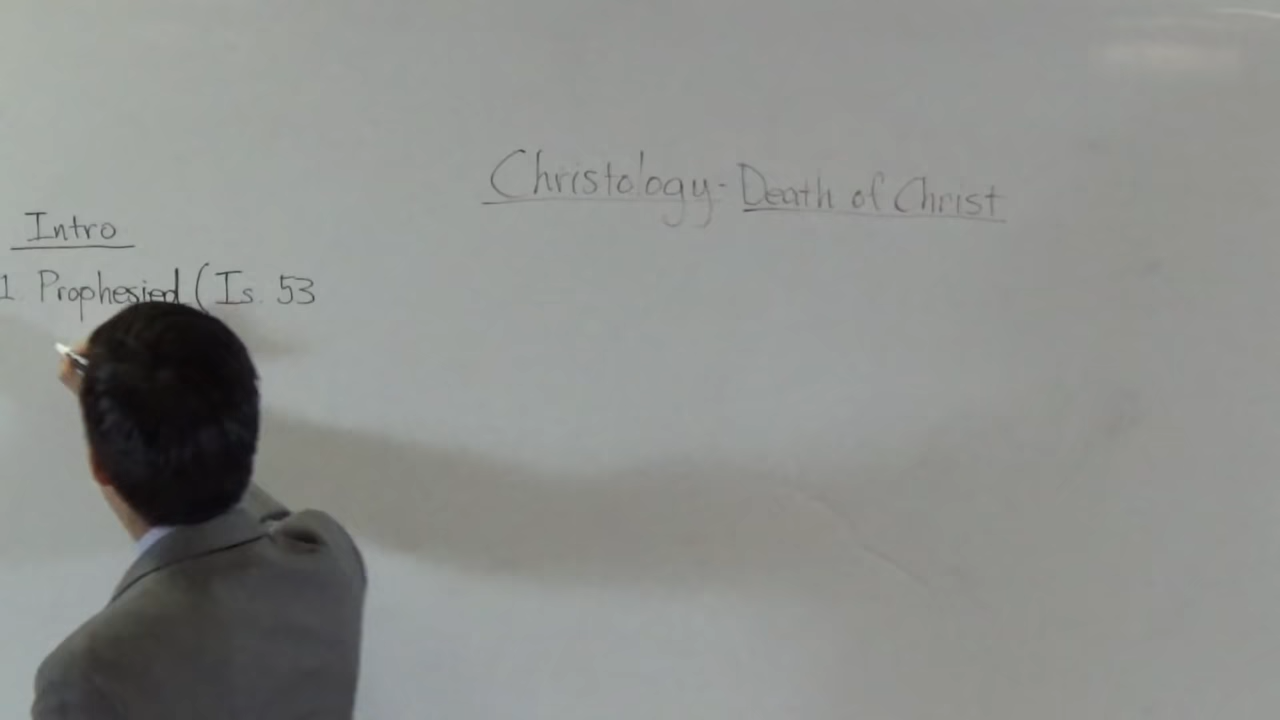 Christology - Death of Christ
Intro
1. Prophesied (Is. 53